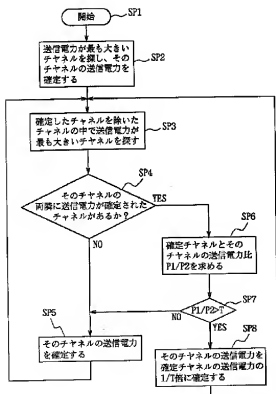 開始
SP1
送信電力が最も大きい
チャネルを探し、その
チャネルの送信電力を
確定する
SP2
確定したチャネルを除いた
チャネルの中で送信電力が
最も大きいチャネルを探す
SP3
SP4
そのチャネルの
両隣に送信電力が確定された
チャネルがあるか?
YES
NO
SP6
確定チャネルとその
チャネルの送信電力比
P1/P2を求める
SP7
P1/P2>T
NO
YES
SP5
そのチャネルの送信電力
を確定する
SP8
そのチャネルの送信電力を
確定チャネルの送信電力の
1/T倍に確定する